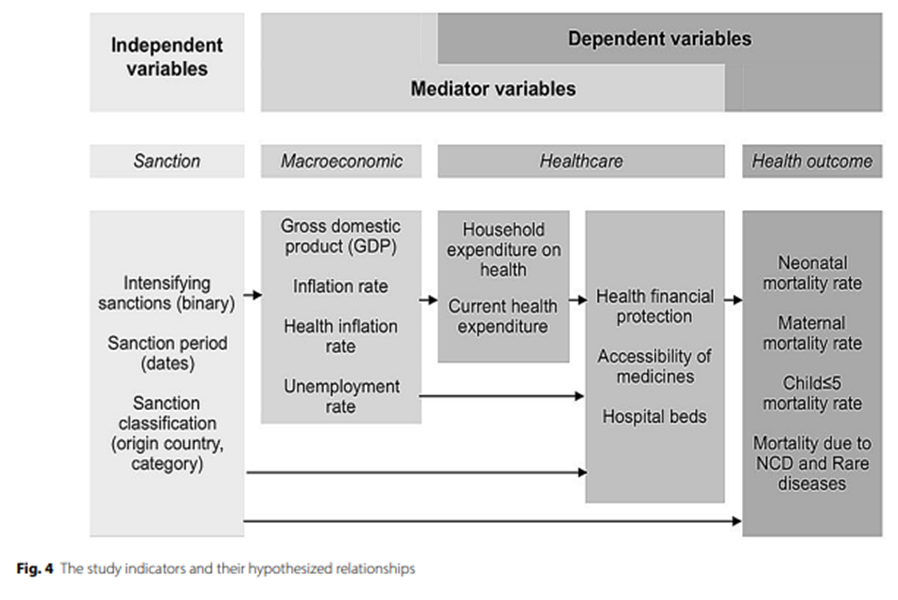 Independent
variables
Dependent variables
Mediator variables
Sanction
Macroeconomic
Healthcare
Health outcome
Intensifying
sanctions (binary)
Sanction period
(dates)
Sanction
classification
(origin country,
category)
Gross domestic
product (GDP)
Inflation rate
Health inflation
rate
Unemployment
rate
Household
expenditure on
health
Current health
expenditure
Health financial
protection
Accessibility of
medicines
Hospital beds
Neonatal
mortality rate
Maternal
mortality rate
Child≤5
mortality rate
Mortality due to
NCD and Rare
diseases
Fig. 4 The study indicators and their hypothesized relationships